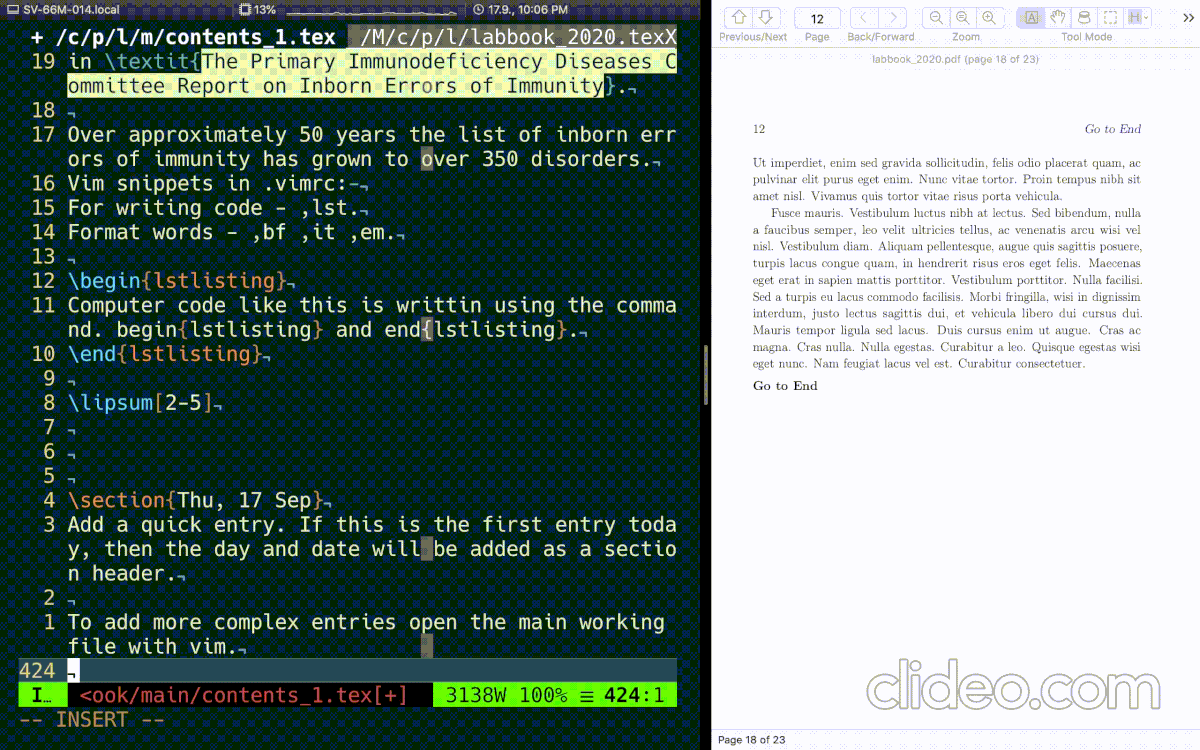 SV-66M-014.local 13% 17.9., 10:06 PM
+ /c/p/l/m/contents_1.tex /M/c/p/l/labbook_2020.texX
19 in \textit{The Primary Immunodeficiency Diseases C
ommittee Report on Inborn Errors of Immunity}.¬
18 ¬
17 Over approximately 50 years the list of inborn err
ors of immunity has grown to over 350 disorders.¬
16 Vim snippets in .vimrc:-¬
15 For writing code - ,lst.¬
14 Format words - ,bf ,it ,em.¬
13 ¬
12 \begin{lstlisting}¬
11 Computer code like this is writtin using the comma
nd. begin{lstlisting} and end{lstlisting}.¬
10 \end{lstlisting}¬
9 ¬
8 \lipsum[2-5]¬
7 ¬
6 ¬
5 ¬
4 \section{Thu, 17 Sep}¬
3 Add a quick entry. If this is the first entry toda
y, then the day and date will be added as a sectio
n header.¬
2 ¬
1 To add more complex entries open the main working
file with vim.¬
424 ¬
I… <ook/main/contents_1.tex[+] 3138W 100% ≡ 424:1
-- INSERT --
12
Previous/Next Page Back/Forward Zoom Tool Mode
labbook_2020.pdf (page 18 of 23)
12 Go to End
Ut imperdiet, enim sed gravida sollicitudin, felis odio placerat quam, ac
pulvinar elit purus eget enim. Nunc vitae tortor. Proin tempus nibh sit
amet nisl. Vivamus quis tortor vitae risus porta vehicula.
Fusce mauris. Vestibulum luctus nibh at lectus. Sed bibendum, nulla
a faucibus semper, leo velit ultricies tellus, ac venenatis arcu wisi vel
nisl. Vestibulum diam. Aliquam pellentesque, augue quis sagittis posuere,
turpis lacus congue quam, in hendrerit risus eros eget felis. Maecenas
eget erat in sapien mattis porttitor. Vestibulum porttitor. Nulla facilisi.
Sed a turpis eu lacus commodo facilisis. Morbi fringilla, wisi in dignissim
interdum, justo lectus sagittis dui, et vehicula libero dui cursus dui.
Mauris tempor ligula sed lacus. Duis cursus enim ut augue. Cras ac
magna. Cras nulla. Nulla egestas. Curabitur a leo. Quisque egestas wisi
eget nunc. Nam feugiat lacus vel est. Curabitur consectetuer.
Go to End
clideo.com
Page 18 of 23